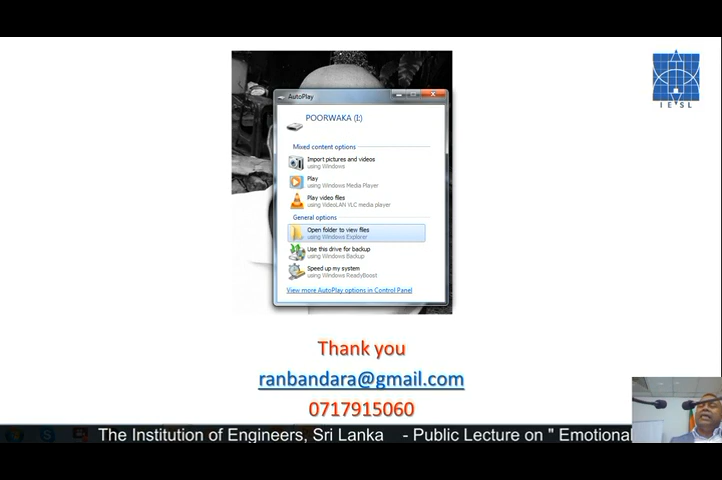 AutoPlay
POORWAKA (I:)
Mixed content options
Import pictures and videos
using Windows
Play
using Windows Media Player
Play video files
using VideoLAN VLC media player
General options
Open folder to view files
using Windows Explorer
Use this drive for backup
using Windows Backup
Speed up my system
using Windows ReadyBoost
View more AutoPlay options in Control Panel
IESL
Thank you
ranbandara@gmail.com
0717915060
The Institution of Engineers, Sri Lanka - Public Lecture on " Emotional